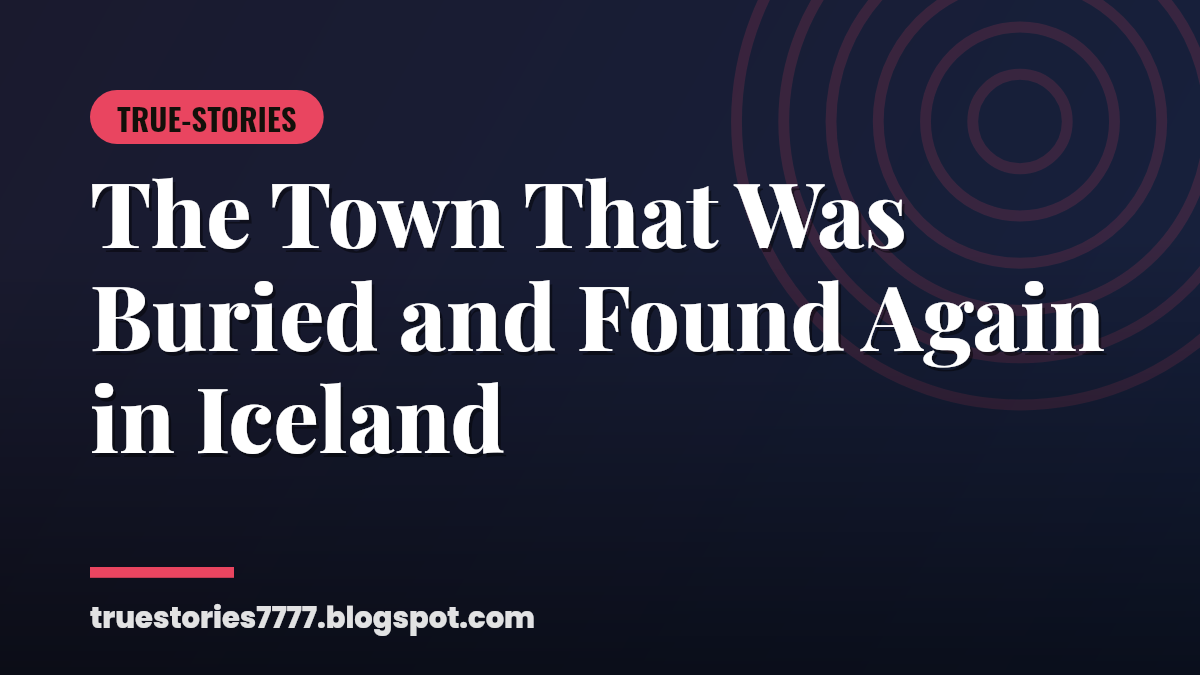 TRUE-STORIES
The Town That Was
Buried and Found Again
in Iceland
truestories7777.blogspot.com